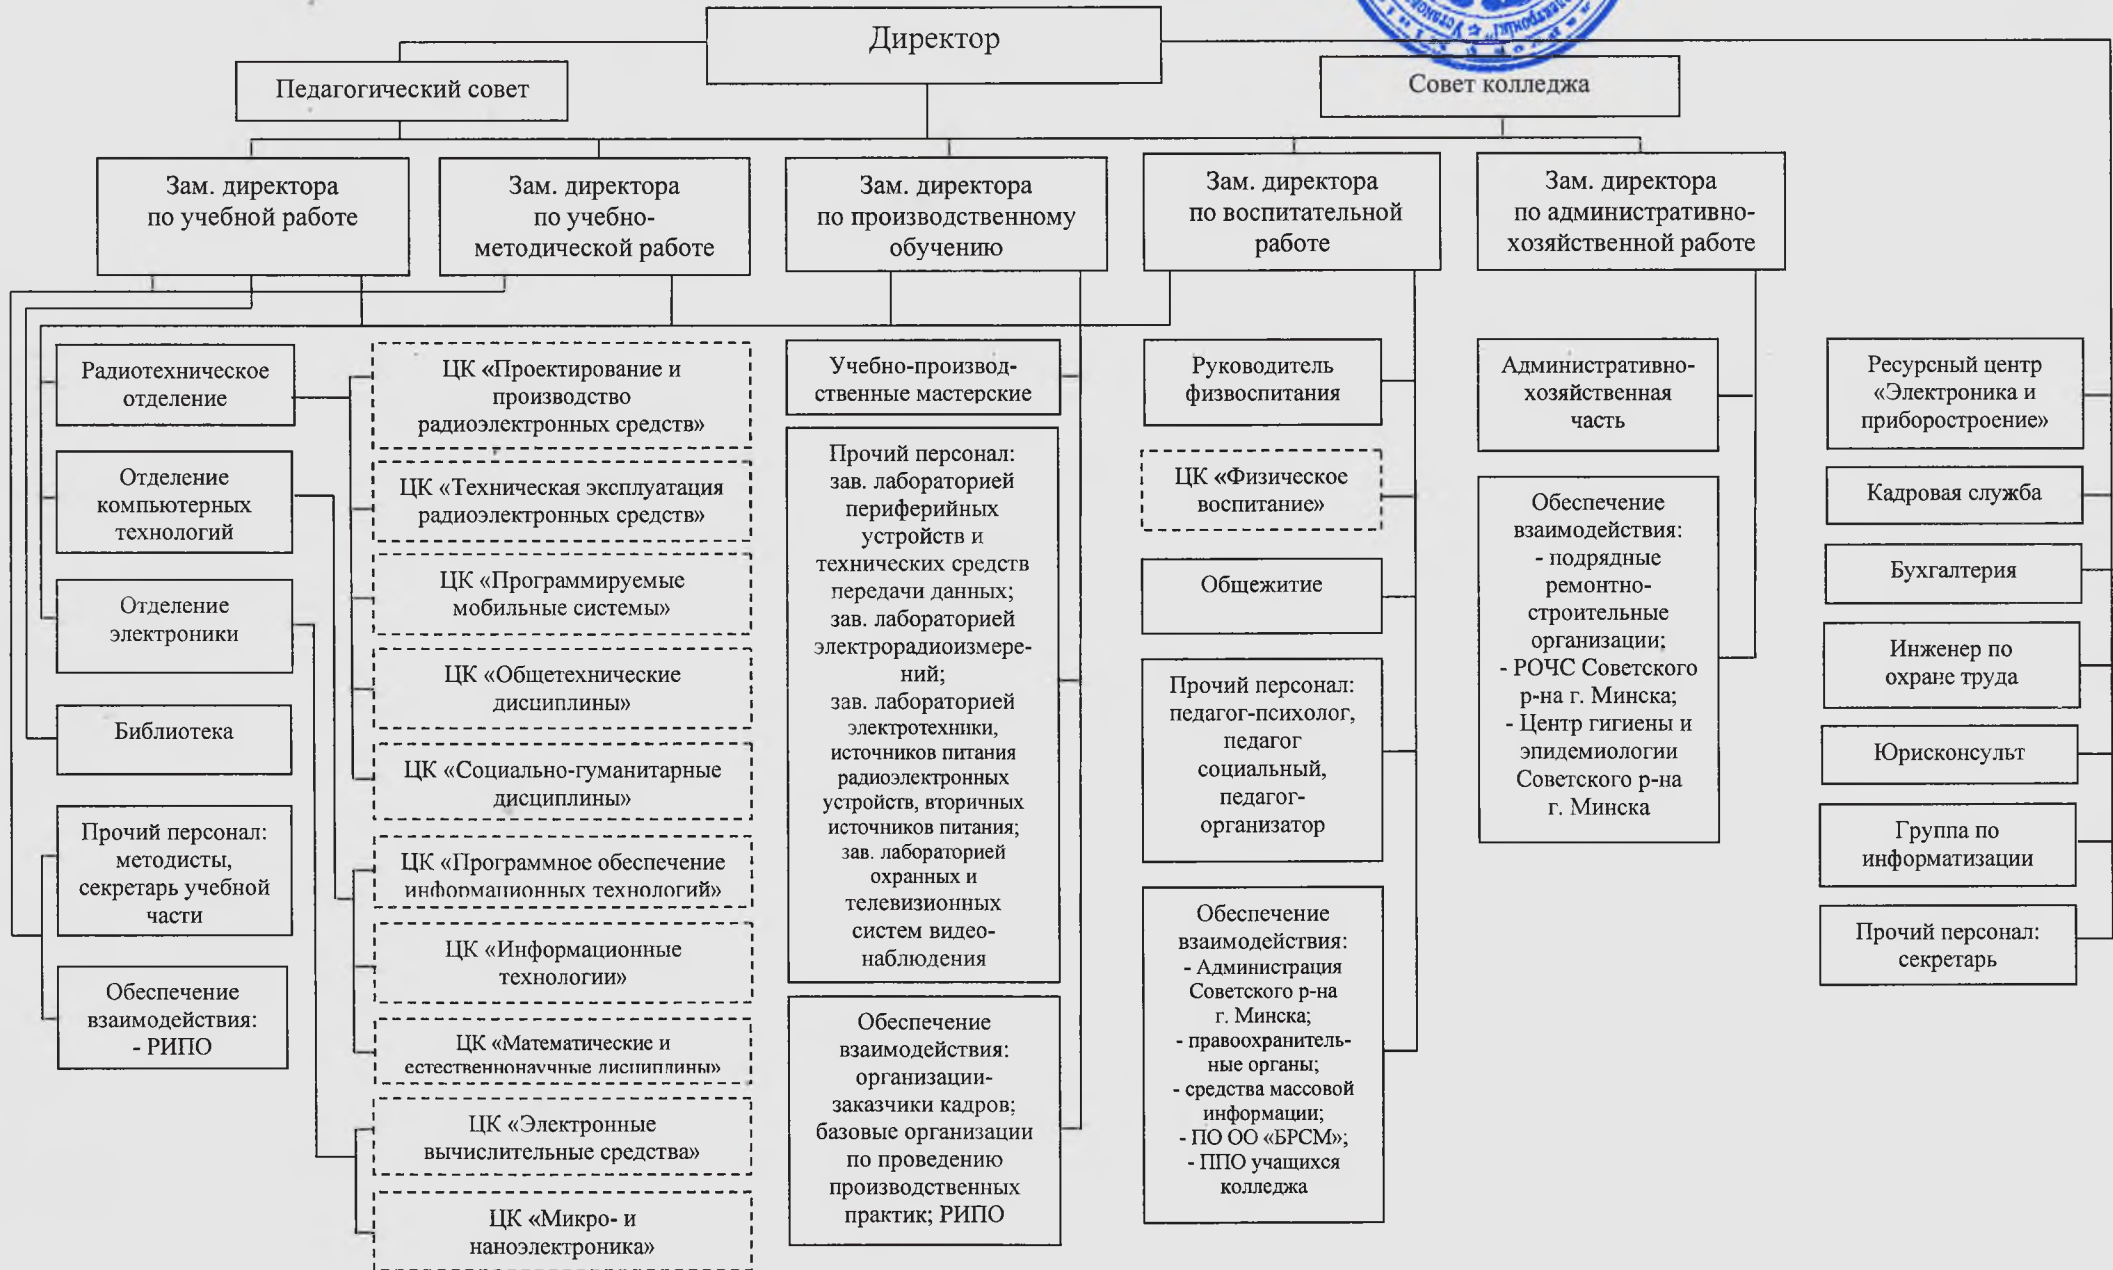 Директор
Педагогический совет
Совет колледжа
Зам. директора
по учебной работе
Зам. директора
по учебно-
методической работе
Зам. директора
по производственному
обучению
Зам. директора
по воспитательной
работе
Зам. директора
по административно-
хозяйственной работе
Радиотехническое
отделение
Отделение
компьютерных
технологий
Отделение
электроники
Библиотека
Прочий персонал:
методисты,
секретарь учебной
части
Обеспечение
взаимодействия:
- РИПО
ЦК «Проектирование и
производство
радиоэлектронных средств»
ЦК «Техническая эксплуатация
радиоэлектронных средств»
ЦК «Программируемые
мобильные системы»
ЦК «Общетехнические
дисциплины»
ЦК «Социально-гуманитарные
дисциплины»
ЦК «Программное обеспечение
информационных технологий»
ЦК «Информационные
технологии»
ЦК «Математические и
естественнонаучные дисциплины»
ЦК «Электронные
вычислительные средства»
ЦК «Микро- и
наноэлектроника»
Учебно-производ-
ственные мастерские
Прочий персонал:
зав. лабораторией
периферийных
устройств и
технических средств
передачи данных;
зав. лабораторией
электрорадиоизмере-
ний;
зав. лабораторией
электротехники,
источников питания
радиоэлектронных
устройств, вторичных
источников питания;
зав. лабораторией
охранных и
телевизионных
систем видео-
наблюдения
Обеспечение
взаимодействия:
организации-
заказчики кадров;
базовые организации
по проведению
производственных
практик; РИПО
Руководитель
физвоспитания
ЦК «Физическое
воспитание»
Общежитие
Прочий персонал:
педагог-психолог,
педагог
социальный,
педагог-
организатор
Обеспечение
взаимодействия:
- Администрация
Советского р-на
г. Минска;
- правоохранитель-
ные органы;
- средства массовой
информации;
- ПО ОО «БРСМ»;
- ППО учащихся
колледжа
Административно-
хозяйственная
часть
Обеспечение
взаимодействия:
- подрядные
ремонтно-
строительные
организации;
- РОЧС Советского
р-на г. Минска;
- Центр гигиены и
эпидемиологии
Советского р-на
г. Минска
Ресурсный центр
«Электроника и
приборостроение»
Кадровая служба
Бухгалтерия
Инженер по
охране труда
Юрисконсульт
Группа по
информатизации
Прочий персонал:
секретарь